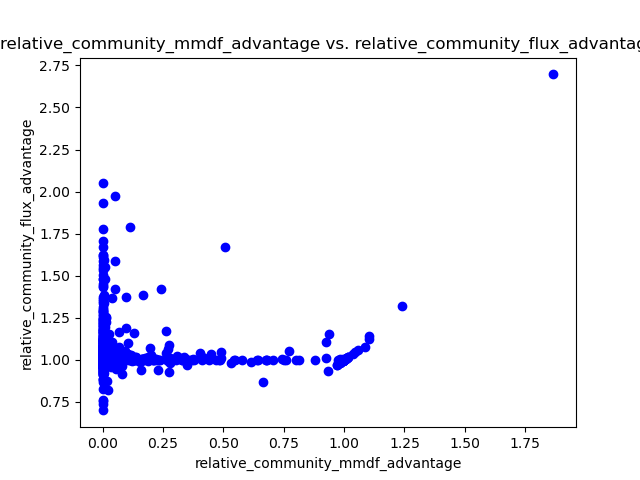 relative_community_mmdf_advantage vs. relative_community_flux_advantag
2.75
2.50
2.25
2.00
1.75
1.50
1.25
1.00
0.75
relative_community_flux_advantage
0.00 0.25 0.50 0.75 1.00 1.25 1.50 1.75
relative_community_mmdf_advantage